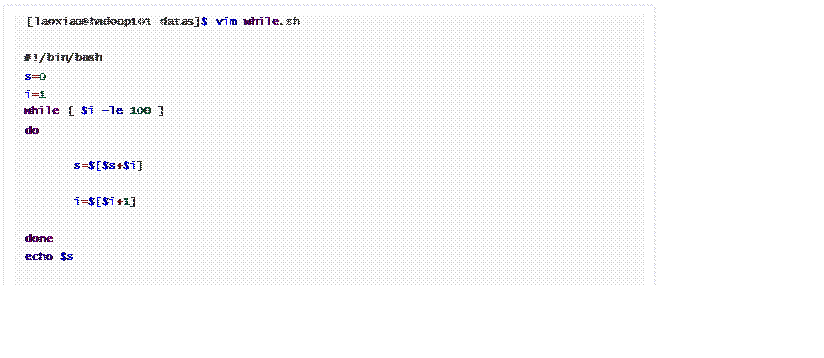 [laoxiao@hadoop101 datas]$ vim while.sh
#!/bin/bash
s=0
i=1
while [ $i -le 100 ]
do
s=$[$s+$i]
i=$[$i+1]
done
echo $s